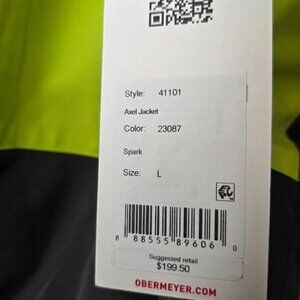 Style: 41101
Axel Jacket
Color: 23087
Spark
Size: L
8 88555 89606 0
Suggested retail
$199.50
OBERMEYER.COM